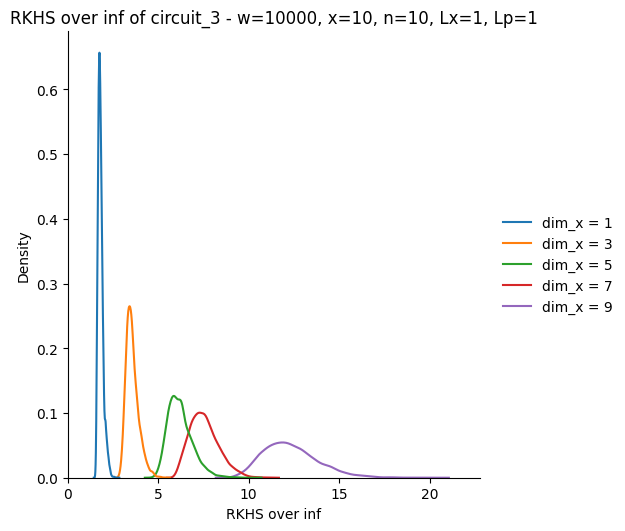 RKHS over inf of circuit_3 - w=10000, x=10, n=10, Lx=1, Lp=1
Density
0.6
0.5
0.4
0.3
0.2
0.1
0.0
0
5
10
15
20
RKHS over inf
dim_x = 1
dim_x = 3
dim_x = 5
dim_x = 7
dim_x = 9